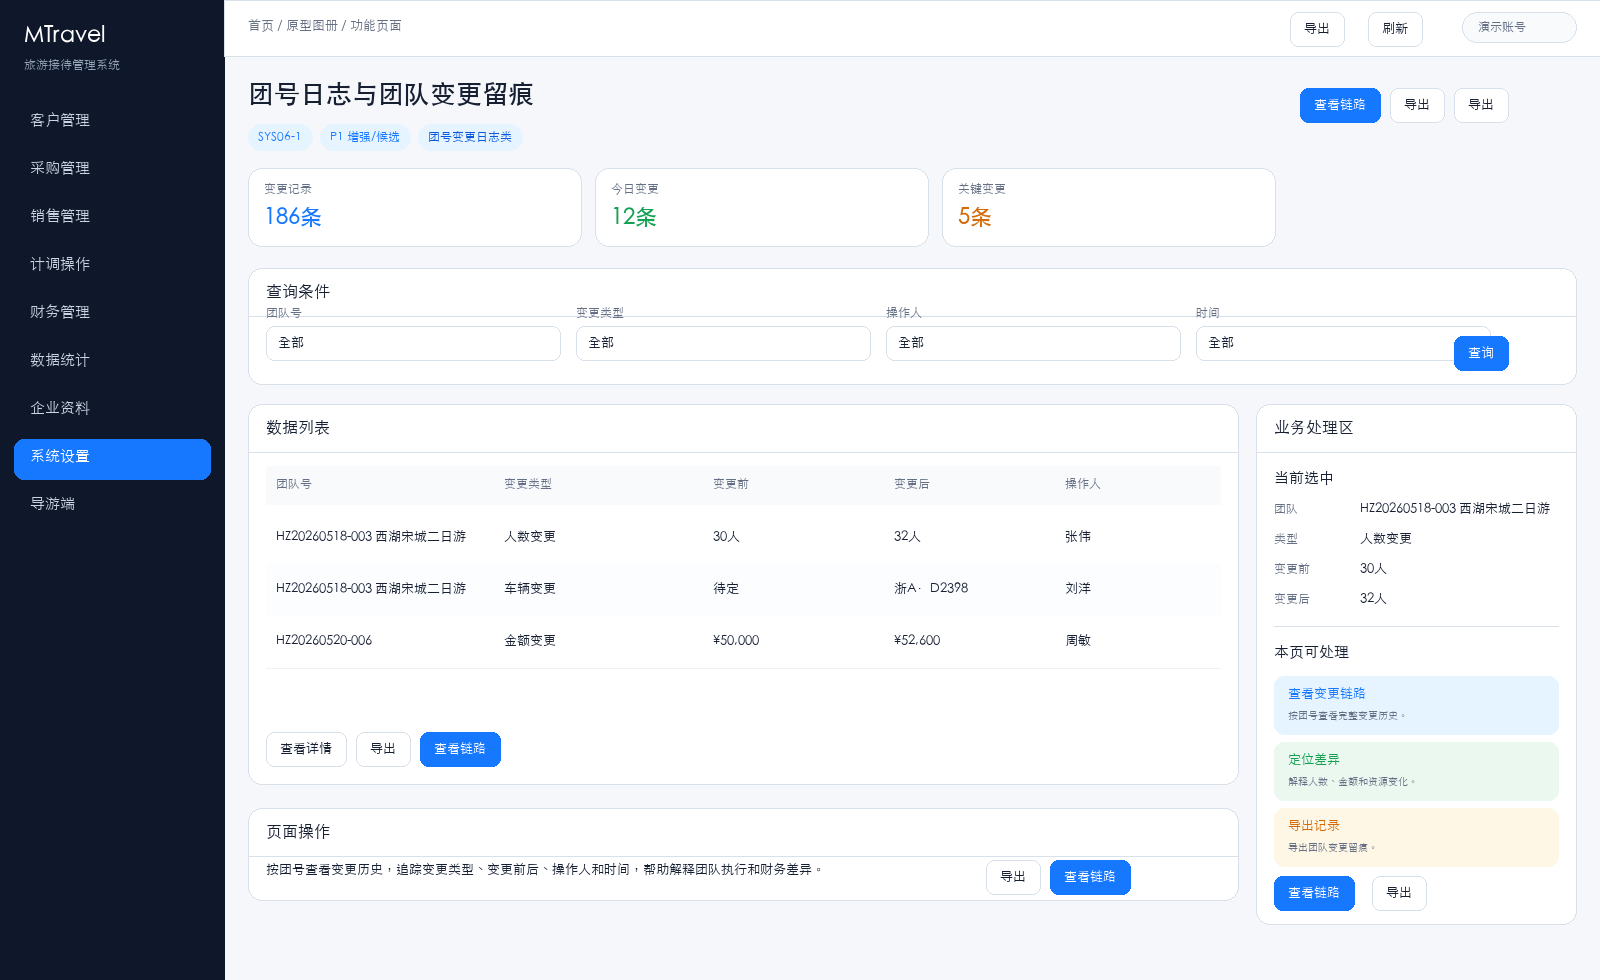 MTravel
旅游接待管理系统
客户管理
采购管理
销售管理
计调操作
财务管理
数据统计
企业资料
系统设置
导游端
首页 / 原型图册 / 功能页面
导出
刷新
演示账号
团号日志与团队变更留痕
查看链路
导出
导出
SYS06-1
P1 增强/候选
团号变更日志类
变更记录
186条
今日变更
12条
关键变更
5条
查询条件
团队号
变更类型
操作人
时间
全部
全部
全部
全部
查询
数据列表
团队号 变更类型 变更前 变更后 操作人
HZ20260518-003 西湖宋城二日游 人数变更 30人 32人 张伟
HZ20260518-003 西湖宋城二日游 车辆变更 待定 浙A· D2398 刘洋
HZ20260520-006 金额变更 ¥50,000 ¥52,600 周敏
查看详情
导出
查看链路
页面操作
按团号查看变更历史，追踪变更类型、变更前后、操作人和时间，帮助解释团队执行和财务差异。
导出
查看链路
业务处理区
当前选中
团队 HZ20260518-003 西湖宋城二日游
类型 人数变更
变更前 30人
变更后 32人
本页可处理
查看变更链路
按团号查看完整变更历史。
定位差异
解释人数、金额和资源变化。
导出记录
导出团队变更留痕。
查看链路
导出